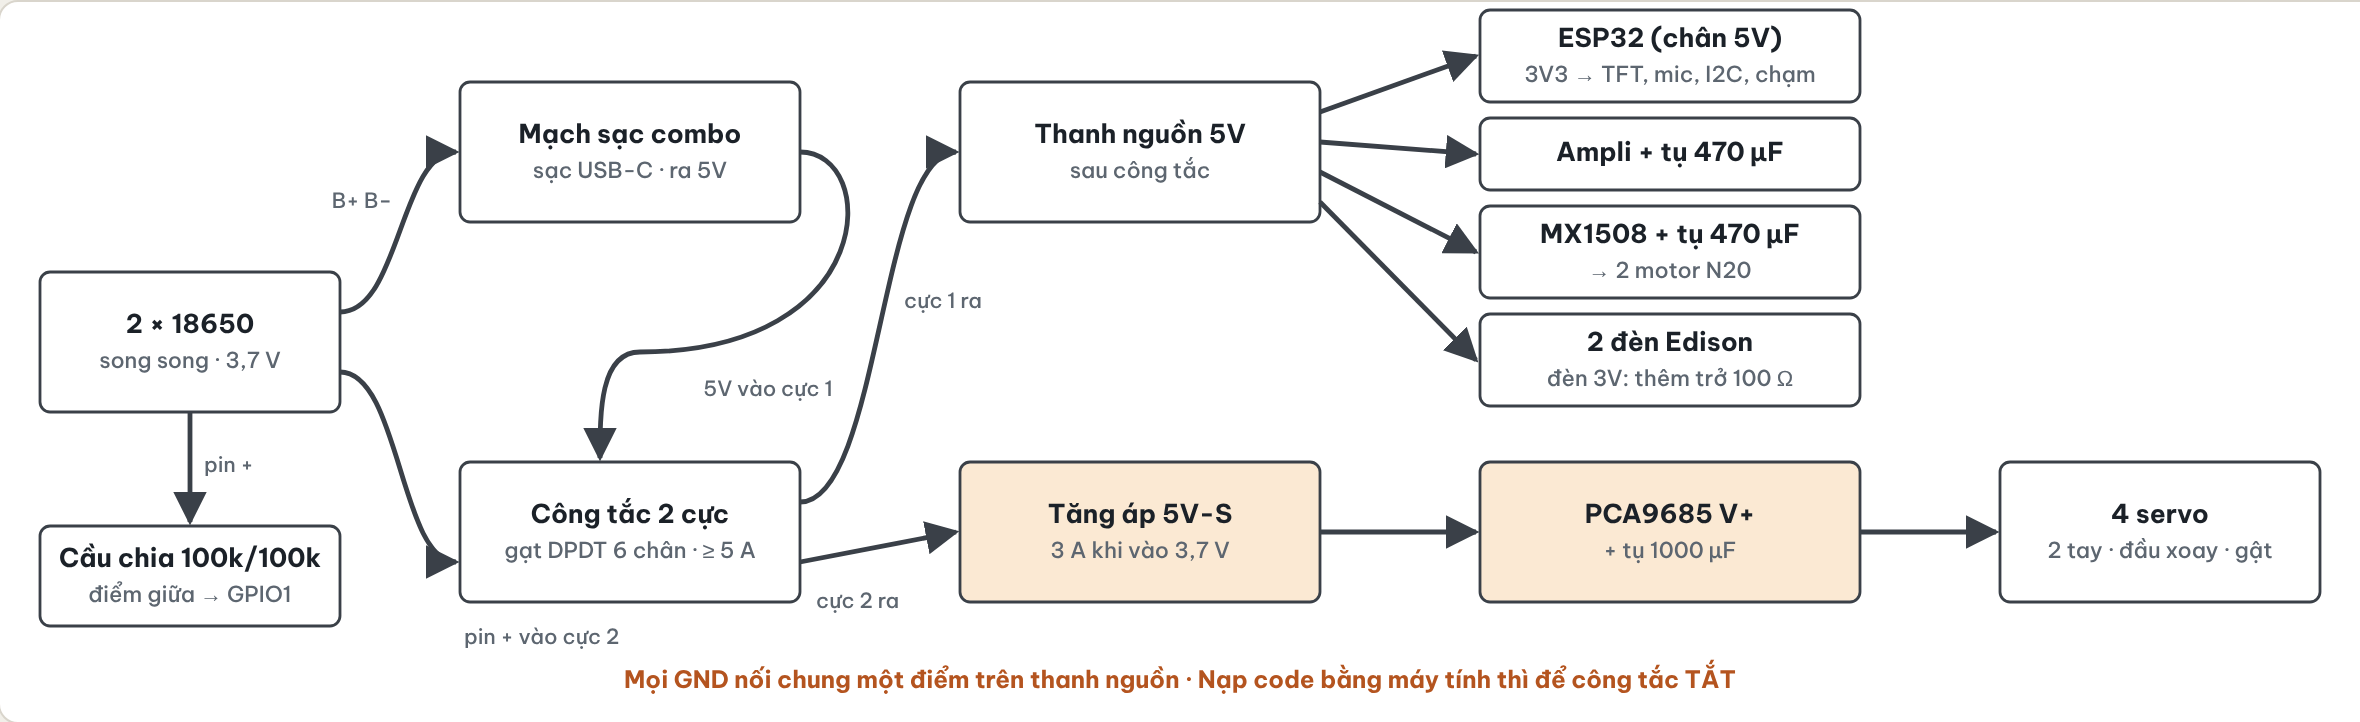 ESP32 (chân 5V)
3V3 → TFT, mic, I2C, chạm
Mạch sạc combo
sạc USB-C · ra 5V
Thanh nguồn 5V
sau công tắc
Ampli + tụ 470 µF
B+ B−
MX1508 + tụ 470 µF
→ 2 motor N20
2 × 18650
song song · 3,7 V
cực 1 ra
2 đèn Edison
đèn 3V: thêm trở 100 Ω
5V vào cực 1
pin +
Công tắc 2 cực
gạt DPDT 6 chân · ≥ 5 A
Tăng áp 5V-S
3 A khi vào 3,7 V
PCA9685 V+
+ tụ 1000 µF
4 servo
2 tay · đầu xoay · gật
Cầu chia 100k/100k
điểm giữa → GPIO1
cực 2 ra
pin + vào cực 2
Mọi GND nối chung một điểm trên thanh nguồn · Nạp code bằng máy tính thì để công tắc TẮT